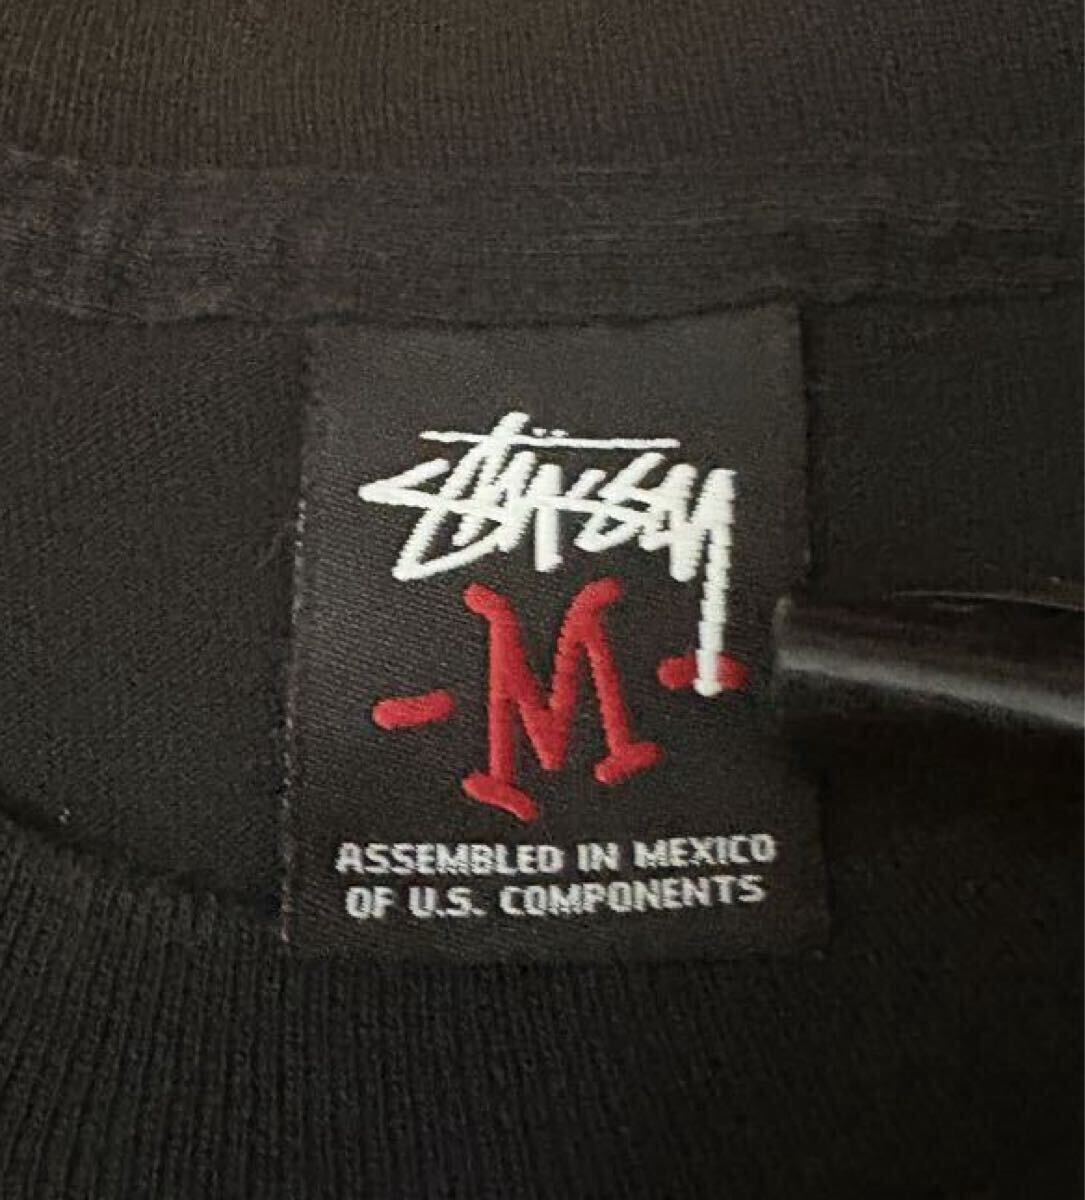 Stüssy
- M -
ASSEMBLED IN MEXICO
OF U.S. COMPONENTS